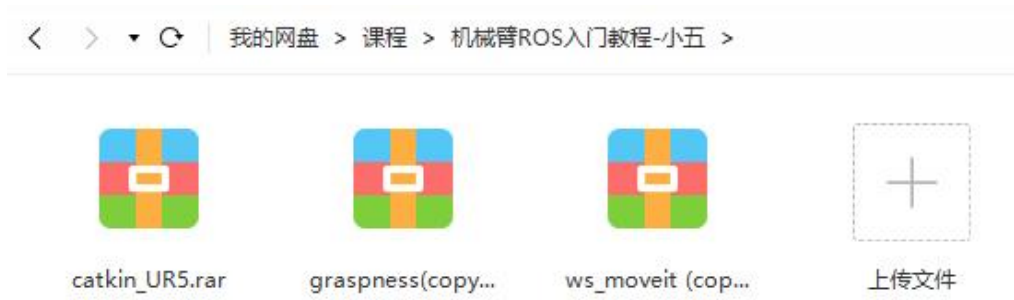 我的网盘 > 课程 > 机械臂ROS入门教程-小五 >
catkin_UR5.rar
graspness(copy...
ws_moveit (cop...
上传文件